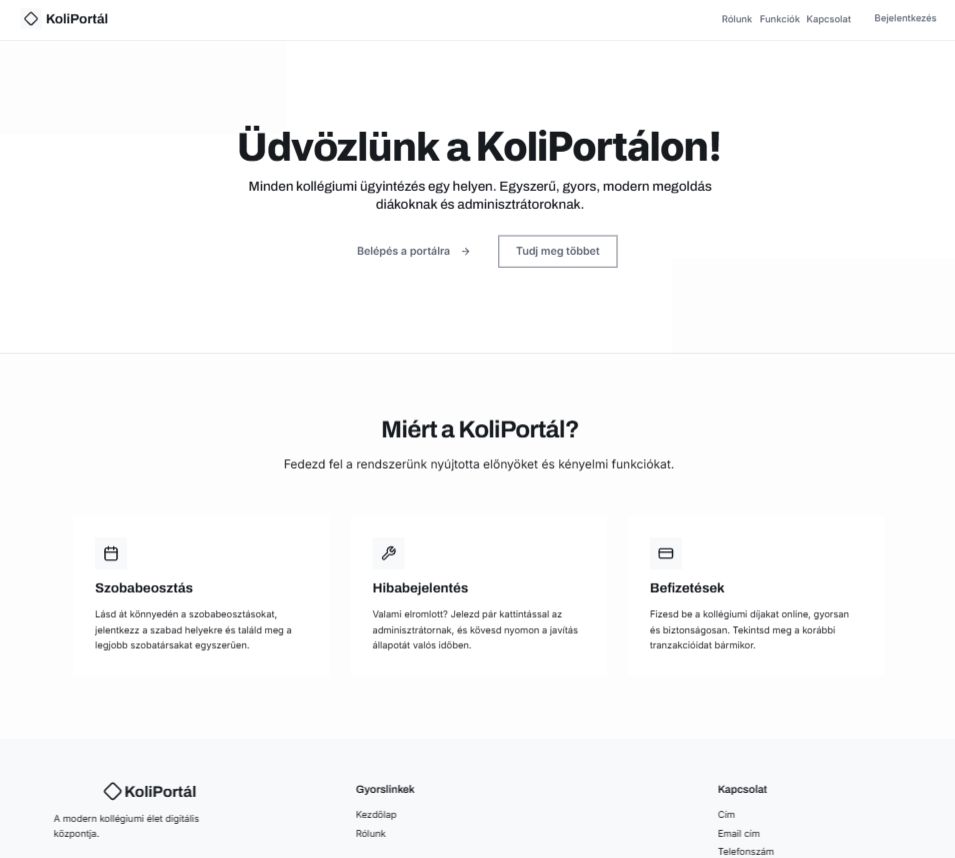 KoliPortál
Rólunk Funkciók Kapcsolat Bejelentkezés
Üdvözlünk a KoliPortálon!
Minden kollégiumi ügyintézés egy helyen. Egyszerű, gyors, modern megoldás
diákoknak és adminisztrátoroknak.
Belépés a portálra →
Tudj meg többet
Miért a KoliPortál?
Fedezd fel a rendszerünk nyújtotta előnyöket és kényelmi funkciókat.
Szobabeosztás
Lásd át könnyedén a szobabeosztásokat,
jelentkezz a szabad helyekre és találd meg a
legjobb szobatársakat egyszerűen.
Hibabejelentés
Valami elromlott? Jelezd pár kattintással az
adminisztrátornak, és kövesd nyomon a javítás
állapotát valós időben.
Befizetések
Fizesd be a kollégiumi díjakat online, gyorsan
és biztonságosan. Tekintsd meg a korábbi
tranzakcióidat bármikor.
KoliPortál
A modern kollégiumi élet digitális
központja.
Gyorslinkek
Kezdőlap
Rólunk
Kapcsolat
Cím
Email cím
Telefonszám